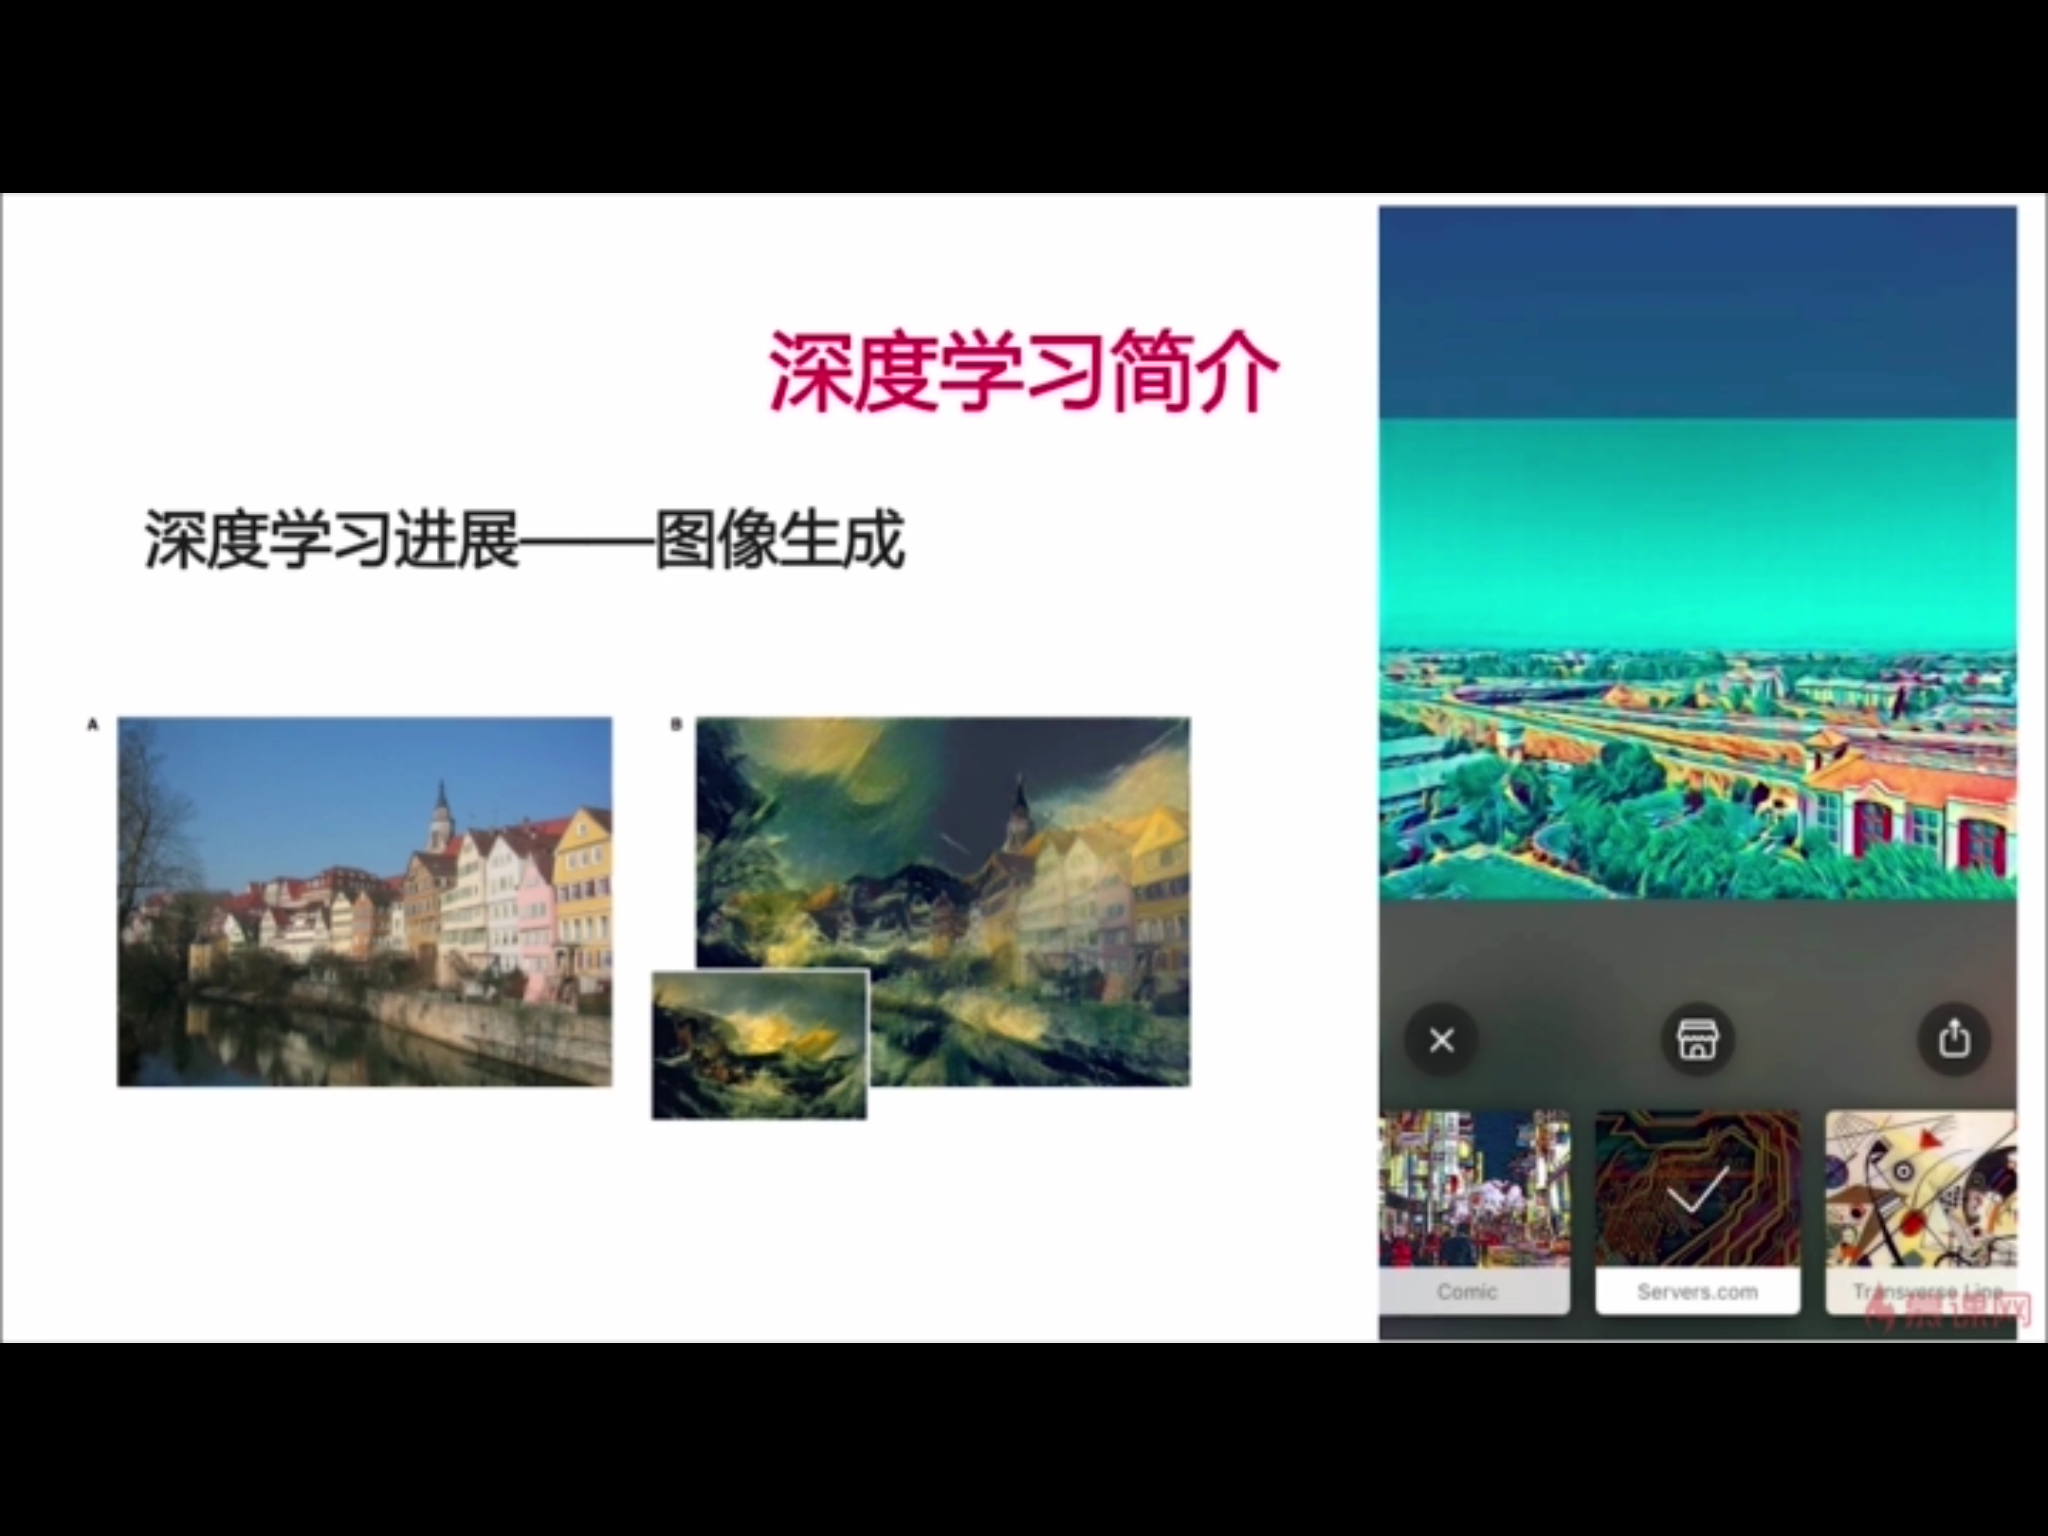 深度学习简介
深度学习进展——图像生成
A
B
Comic
Servers.com
Transverse Line
慕课网